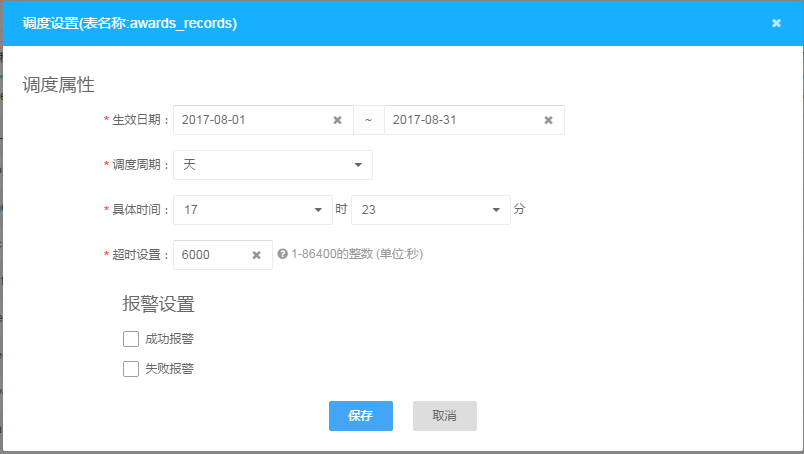 调度设置(表名称:awards_records)
调度属性
* 生效日期： 2017-08-01 ~ 2017-08-31
* 调度周期： 天
* 具体时间： 17 时 23 分
* 超时设置： 6000 1-86400的整数 (单位:秒)
报警设置
成功报警
失败报警
保存 取消